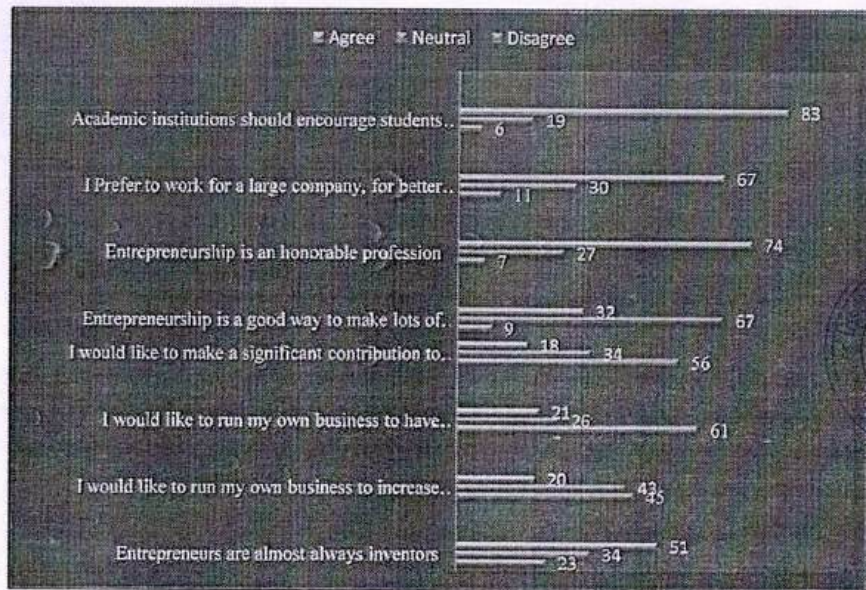 Agree Neutral Disagree
Academic institutions should encourage students..
83
19
6
I Prefer to work for a large company, for better..
67
30
11
Entrepreneurship is an honorable profession
74
27
7
Entrepreneurship is a good way to make lots of..
32
67
9
I would like to make a significant contribution to..
18
34
56
I would like to run my own business to have..
21
26
61
I would like to run my own business to increase..
20
43
45
Entrepreneurs are almost always inventors
51
34
23